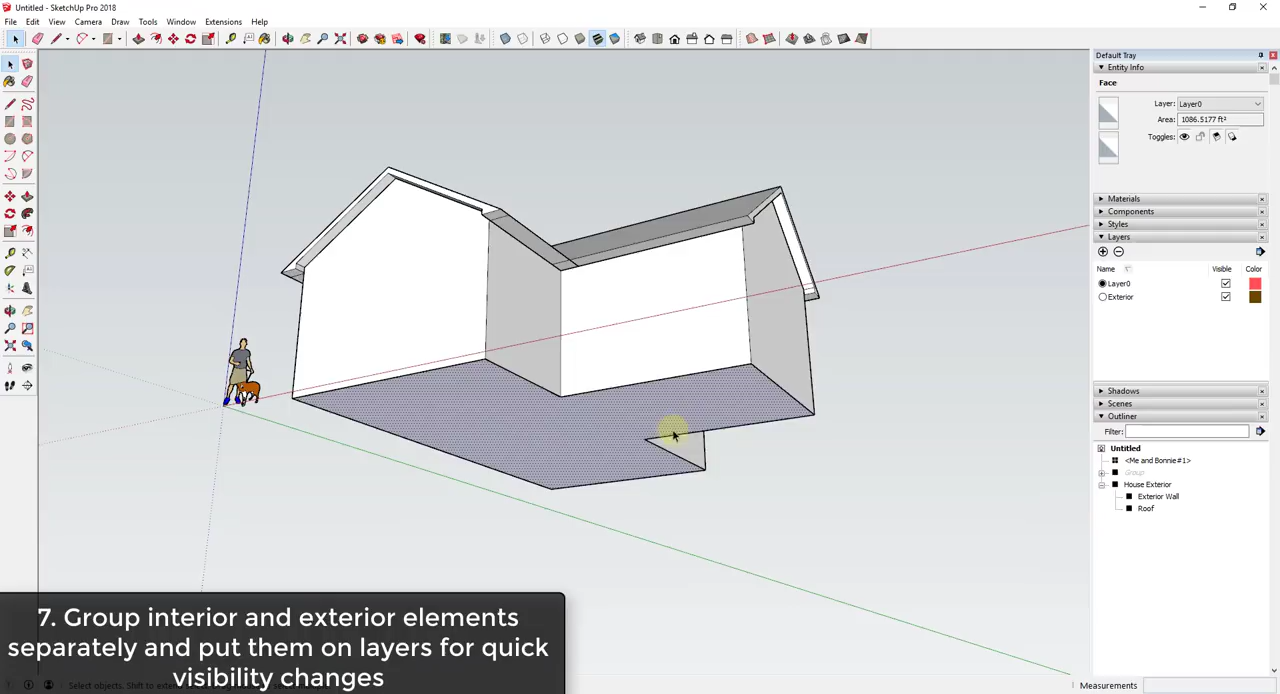 Untitled - SketchUp Pro 2018
File Edit View Camera Draw Tools Window Extensions Help
Default Tray
Entity Info
Face
Layer: Layer0
Area: 1086.5177 ft²
Toggles:
Materials
Components
Styles
Layers
Name Visible Color
Layer0
Exterior
Shadows
Scenes
Outliner
Filter:
Untitled
<Me and Bonnie#1>
Group
House Exterior
Exterior Wall
Roof
7. Group interior and exterior elements
separately and put them on layers for quick
visibility changes
Measurements